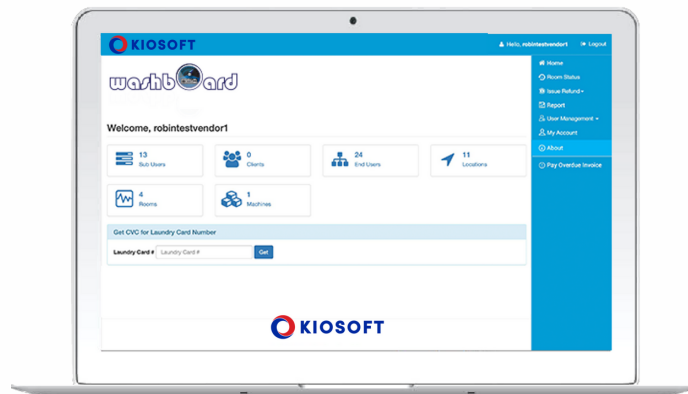 KIOSOFT
Hello, robintestvendor1 Logout
washboard
Welcome, robintestvendor1
13
Sub Users
0
Clients
24
End Users
11
Locations
4
Rooms
1
Machines
Get CVC for Laundry Card Number
Laundry Card # Laundry Card # Get
Home
Room Status
Issue Refund
Report
User Management
My Account
About
Pay Overdue Invoice
KIOSOFT